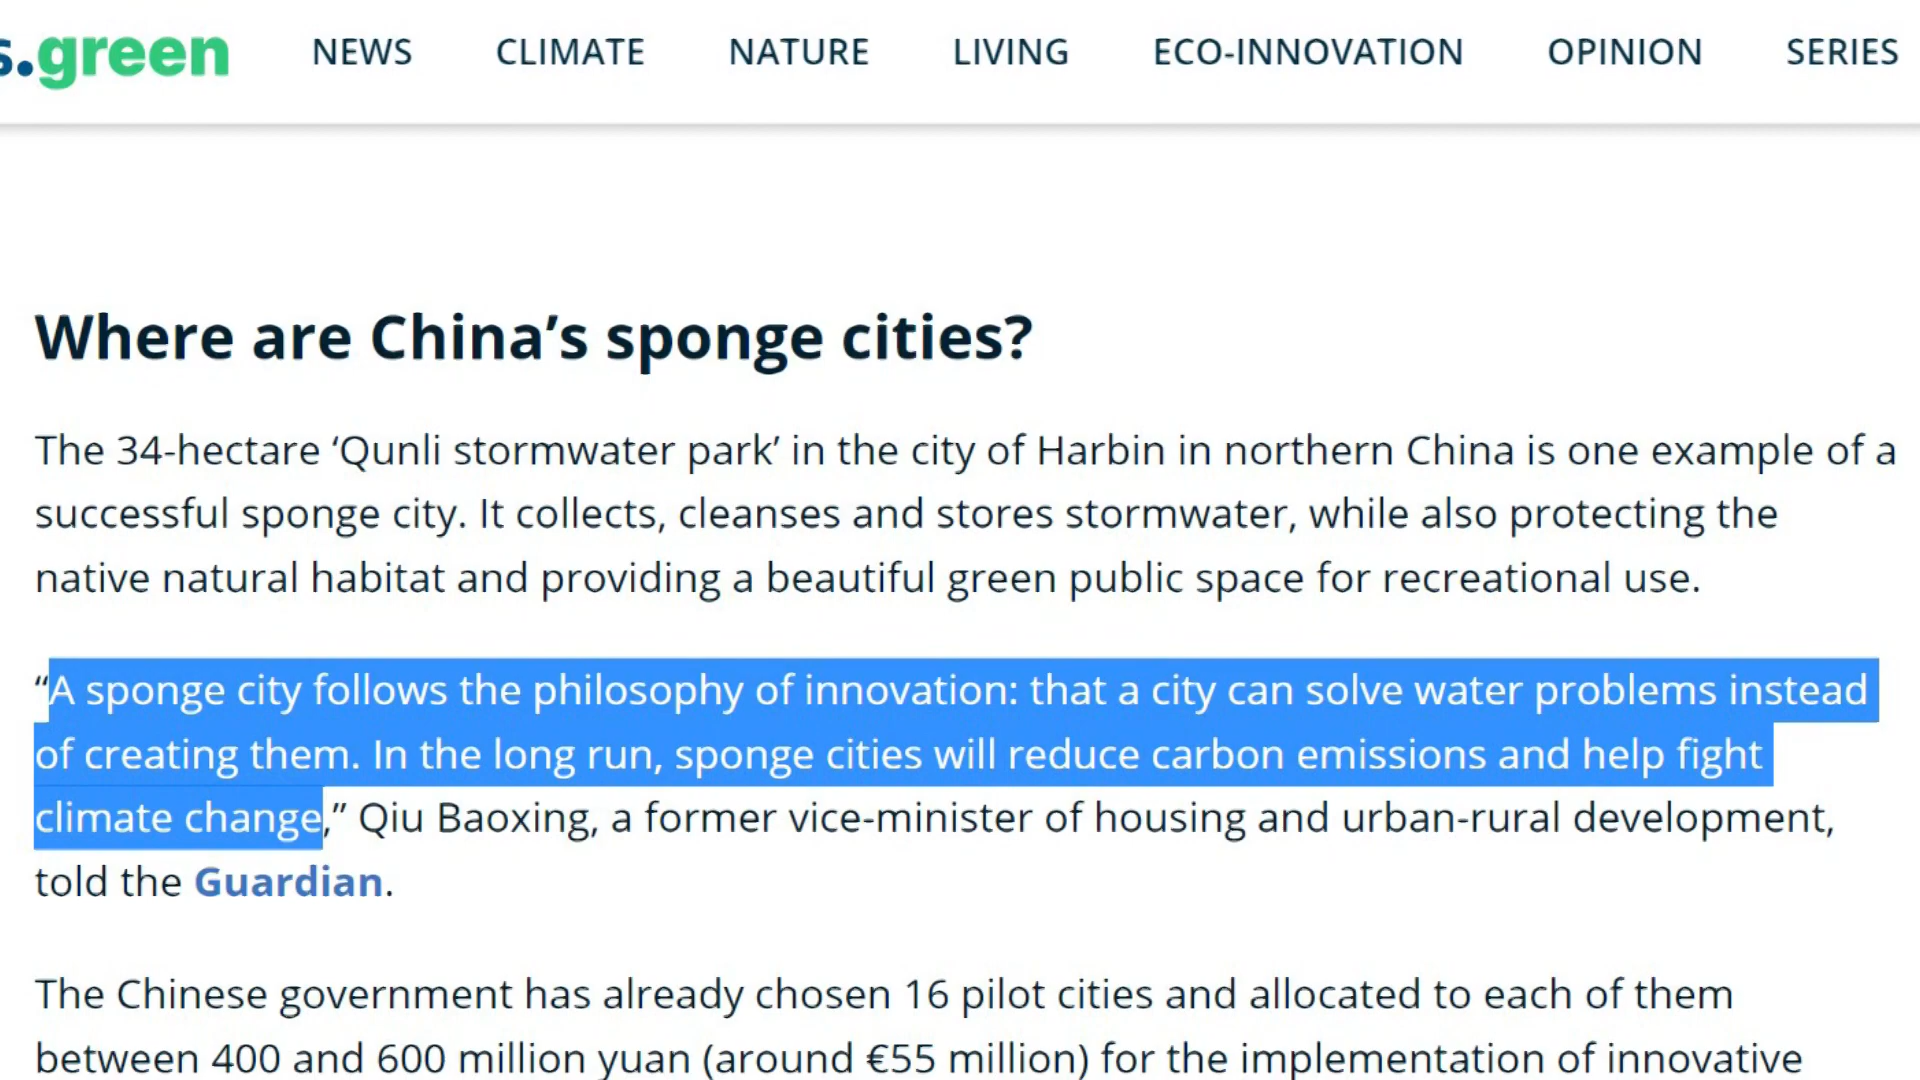 s.green NEWS CLIMATE NATURE LIVING ECO-INNOVATION OPINION SERIES
Where are China’s sponge cities?
The 34-hectare ‘Qunli stormwater park’ in the city of Harbin in northern China is one example of a
successful sponge city. It collects, cleanses and stores stormwater, while also protecting the
native natural habitat and providing a beautiful green public space for recreational use.
“A sponge city follows the philosophy of innovation: that a city can solve water problems instead
of creating them. In the long run, sponge cities will reduce carbon emissions and help fight
climate change,” Qiu Baoxing, a former vice-minister of housing and urban-rural development,
told the Guardian.
The Chinese government has already chosen 16 pilot cities and allocated to each of them
between 400 and 600 million yuan (around €55 million) for the implementation of innovative